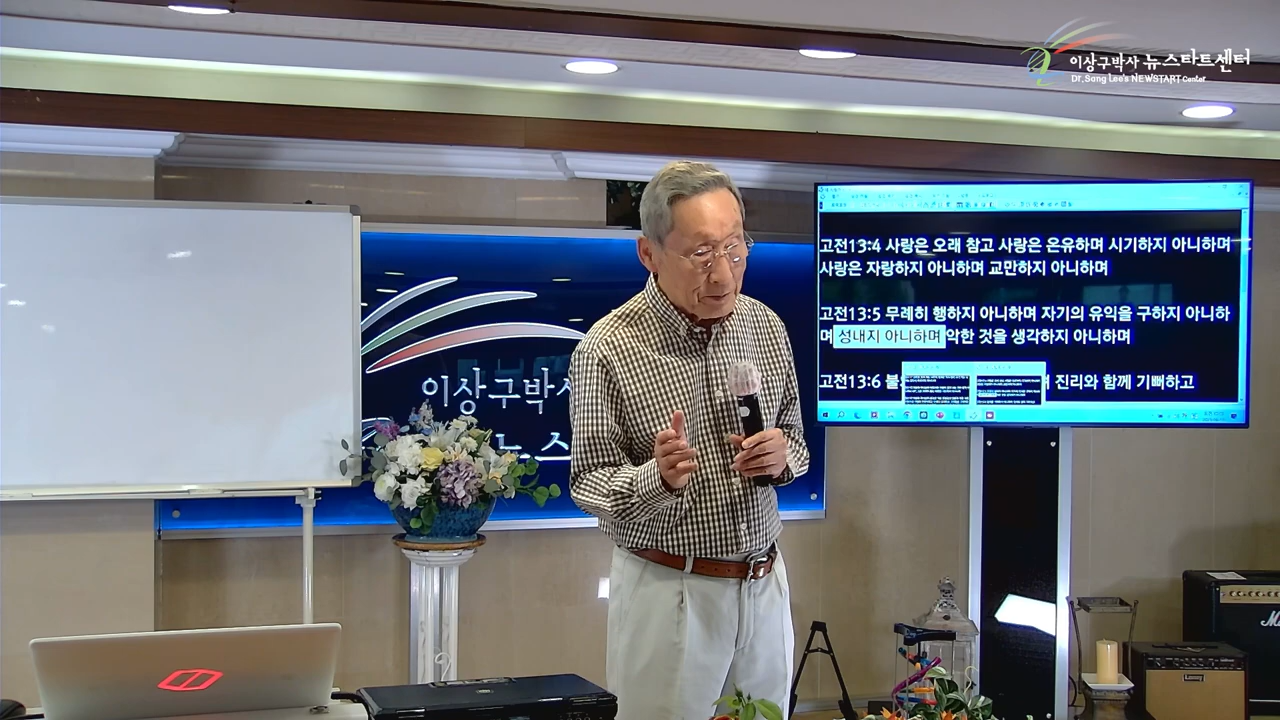 이상구박사 뉴스타트센터
Dr. Sang Lee's NEWSTART Center
고전13:4 사랑은 오래 참고 사랑은 온유하며 시기하지 아니하며
사랑은 자랑하지 아니하며 교만하지 아니하며
고전13:5 무례히 행하지 아니하며 자기의 유익을 구하지 아니하
며 성내지 아니하며 악한 것을 생각하지 아니하며
고전13:6 불
며 진리와 함께 기뻐하고
이상구박사
뉴스